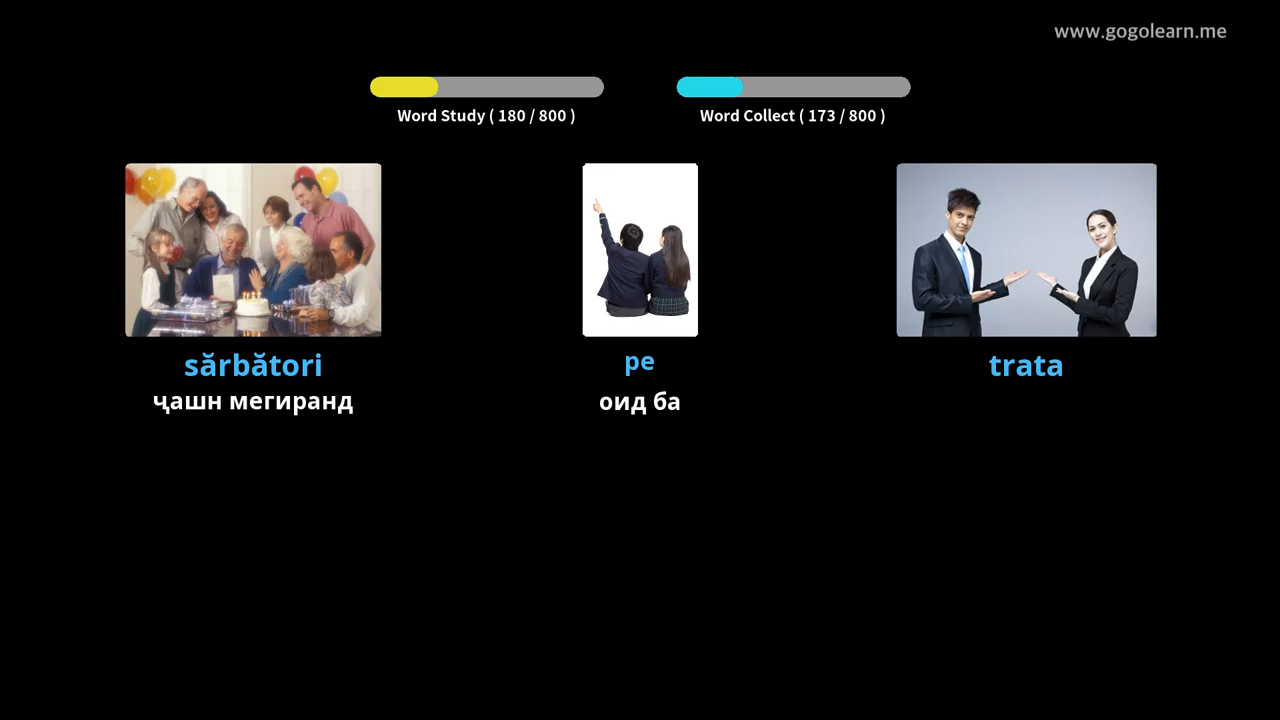 www.gogolearn.me
Word Study ( 180 / 800 )
Word Collect ( 173 / 800 )
sărbători
ҷашн мегиранд
pe
оид ба
trata